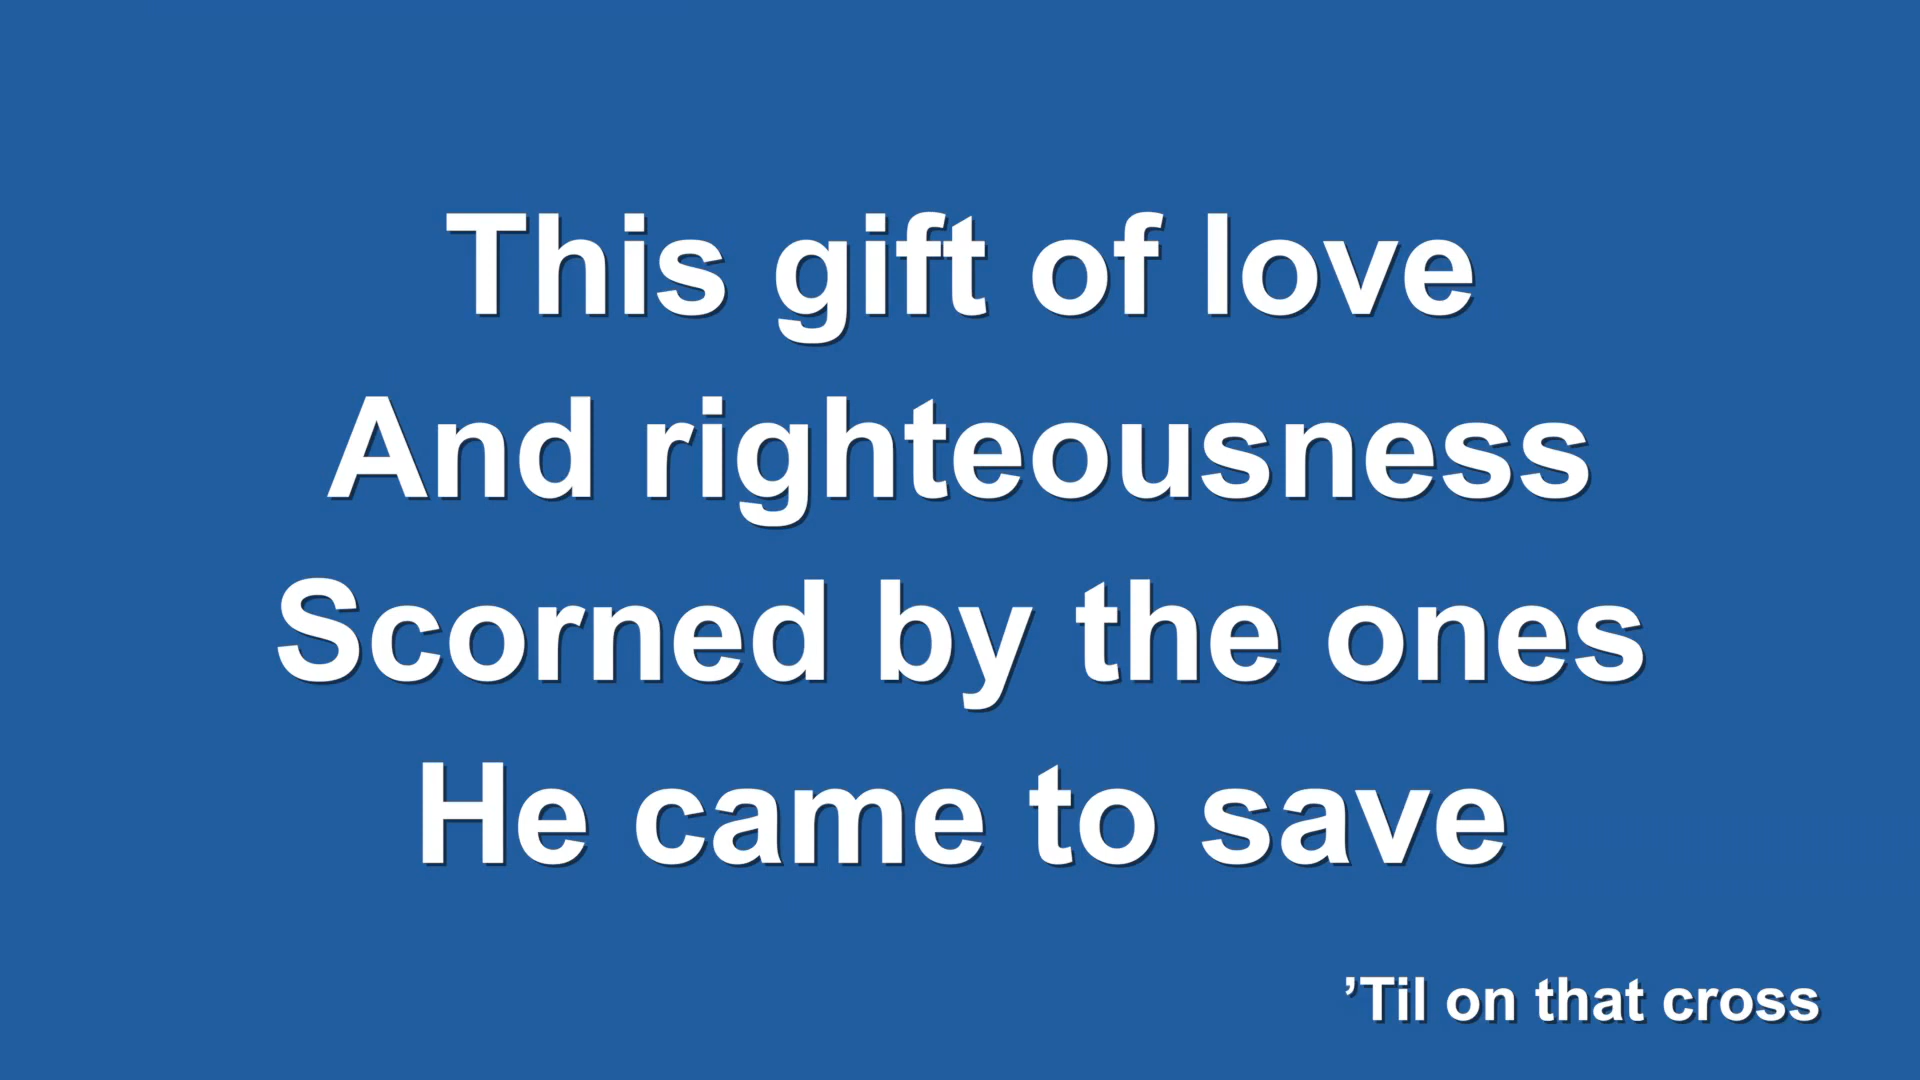 This gift of love
And righteousness
Scorned by the ones
He came to save
’Til on that cross